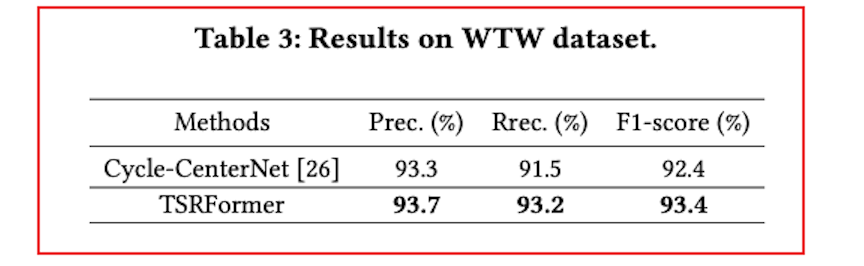 Table 3: Results on WTW dataset.
Methods Prec. (%) Rrec. (%) F1-score (%)
Cycle-CenterNet [26] 93.3 91.5 92.4
TSRFormer 93.7 93.2 93.4